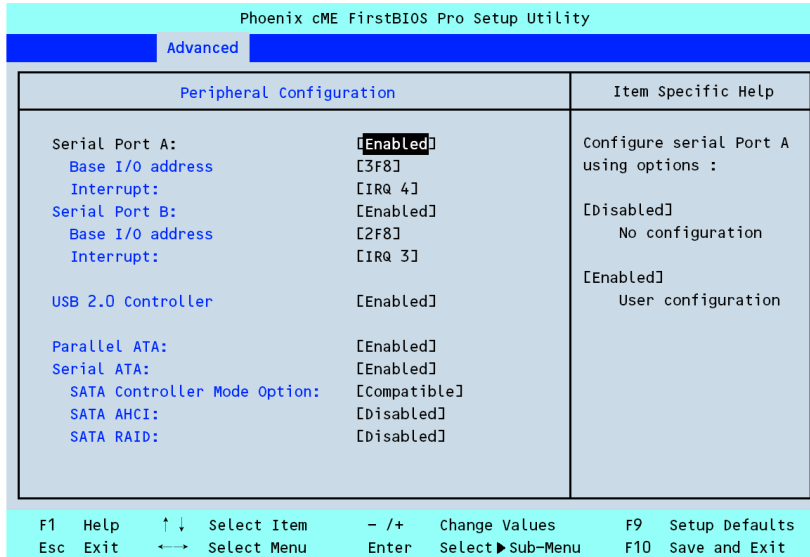 Phoenix cME FirstBIOS Pro Setup Utility
Advanced
Peripheral Configuration
Item Specific Help
Serial Port A: [Enabled]
Base I/O address [3F8]
Interrupt: [IRQ 4]
Serial Port B: [Enabled]
Base I/O address [2F8]
Interrupt: [IRQ 3]
USB 2.0 Controller [Enabled]
Parallel ATA: [Enabled]
Serial ATA: [Enabled]
SATA Controller Mode Option: [Compatible]
SATA AHCI: [Disabled]
SATA RAID: [Disabled]
Configure serial Port A
using options :
[Disabled]
No configuration
[Enabled]
User configuration
F1 Help ↑ ↓ Select Item - /+ Change Values F9 Setup Defaults
Esc Exit ←→ Select Menu Enter Select ▶ Sub-Menu F10 Save and Exit